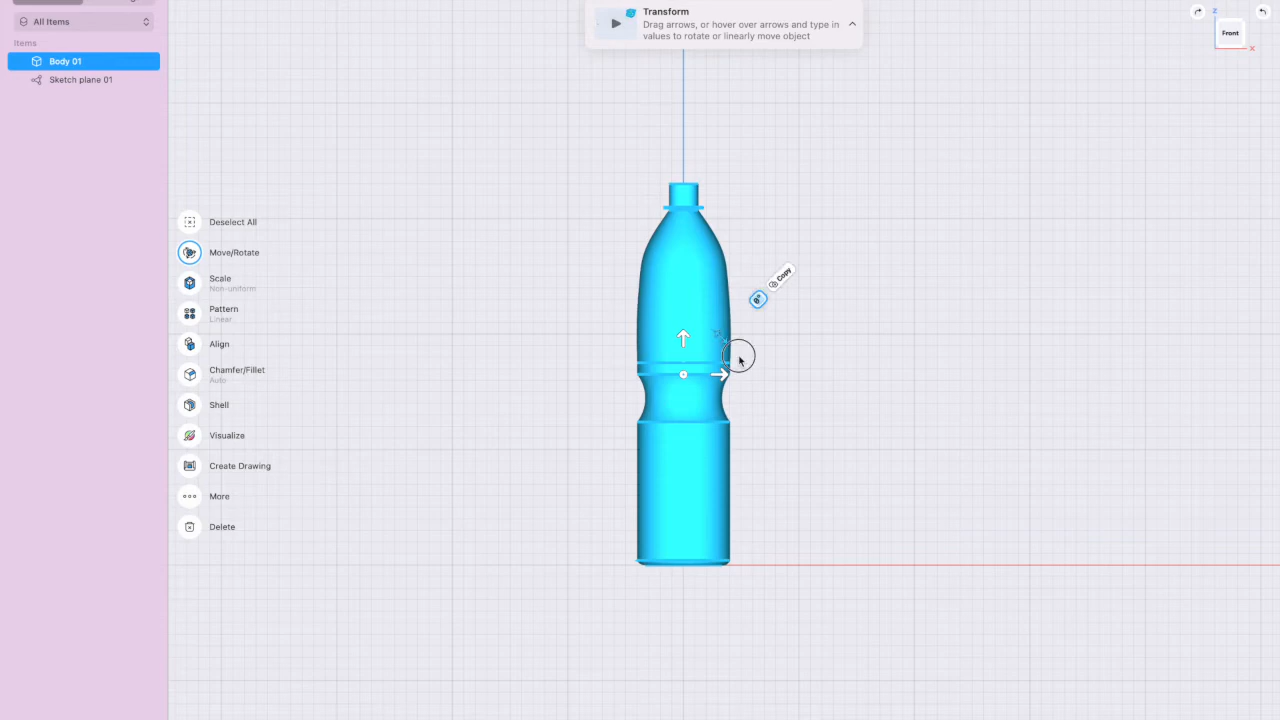 All Items
Items
Body 01
Sketch plane 01
Transform
Drag arrows, or hover over arrows and type in
values to rotate or linearly move object
Z
Front
X
Copy
Deselect All
Move/Rotate
Scale
Non-uniform
Pattern
Linear
Align
Chamfer/Fillet
Auto
Shell
Visualize
Create Drawing
More
Delete